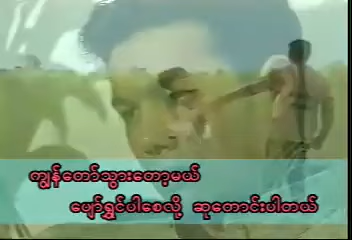 ကျွန်တော်သွားတော့မယ်
ပျော်ရွှင်ပါစေလို့ ဆုတောင်းပါတယ်